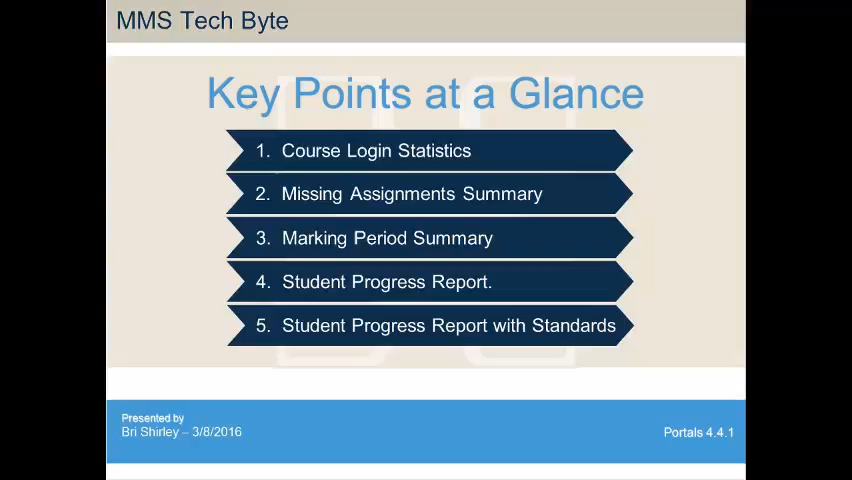 MMS Tech Byte
Key Points at a Glance
1. Course Login Statistics
2. Missing Assignments Summary
3. Marking Period Summary
4. Student Progress Report.
5. Student Progress Report with Standards
Presented by
Bri Shirley – 3/8/2016
Portals 4.4.1